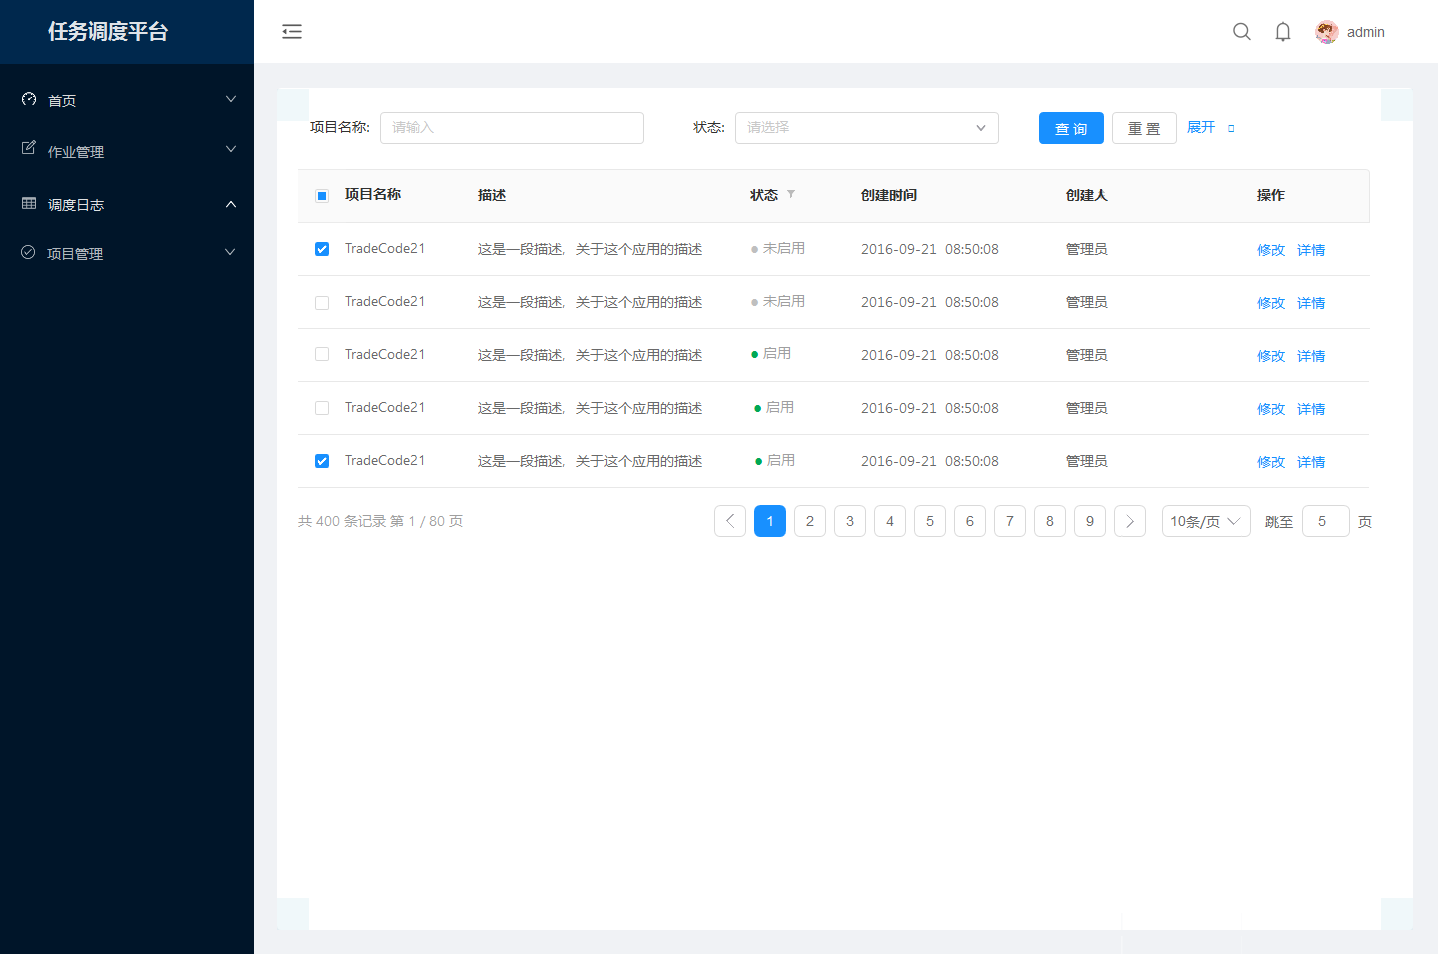 任务调度平台
admin
首页
作业管理
调度日志
项目管理
项目名称: 请输入 状态: 请选择 查 询 重 置 展开
项目名称 描述 状态 创建时间 创建人 操作
TradeCode21 这是一段描述，关于这个应用的描述 未启用 2016-09-21 08:50:08 管理员 修改 详情
TradeCode21 这是一段描述，关于这个应用的描述 未启用 2016-09-21 08:50:08 管理员 修改 详情
TradeCode21 这是一段描述，关于这个应用的描述 启用 2016-09-21 08:50:08 管理员 修改 详情
TradeCode21 这是一段描述，关于这个应用的描述 启用 2016-09-21 08:50:08 管理员 修改 详情
TradeCode21 这是一段描述，关于这个应用的描述 启用 2016-09-21 08:50:08 管理员 修改 详情
共 400 条记录 第 1 / 80 页 1 2 3 4 5 6 7 8 9 10条/页 跳至 5 页